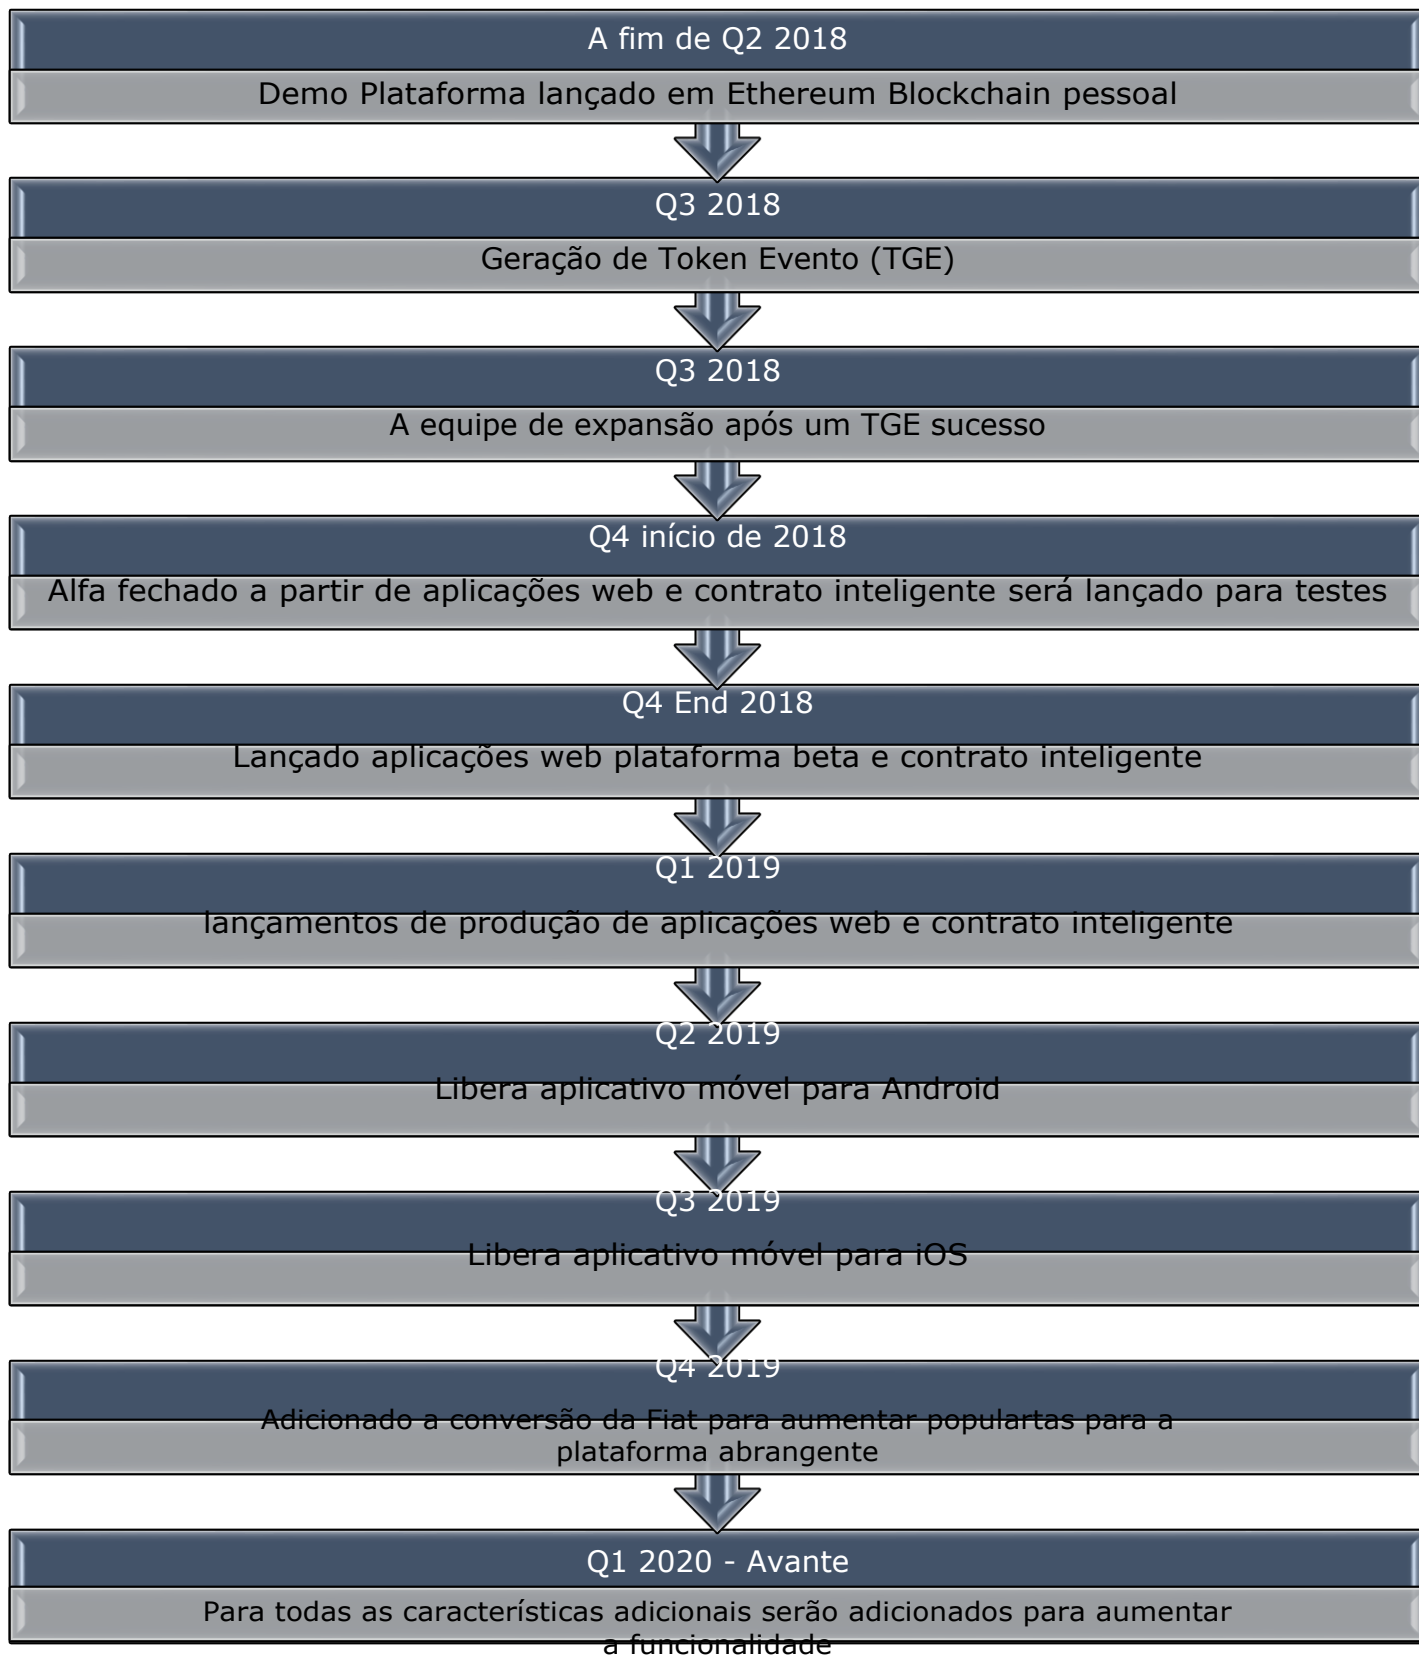 A fim de Q2 2018
Demo Plataforma lançado em Ethereum Blockchain pessoal
Q3 2018
Geração de Token Evento (TGE)
Q3 2018
A equipe de expansão após um TGE sucesso
Q4 início de 2018
Alfa fechado a partir de aplicações web e contrato inteligente será lançado para testes
Q4 End 2018
Lançado aplicações web plataforma beta e contrato inteligente
Q1 2019
lançamentos de produção de aplicações web e contrato inteligente
Q2 2019
Libera aplicativo móvel para Android
Q3 2019
Libera aplicativo móvel para iOS
Q4 2019
Adicionado a conversão da Fiat para aumentar populartas para a
plataforma abrangente
Q1 2020 - Avante
Para todas as características adicionais serão adicionados para aumentar
a funcionalidade